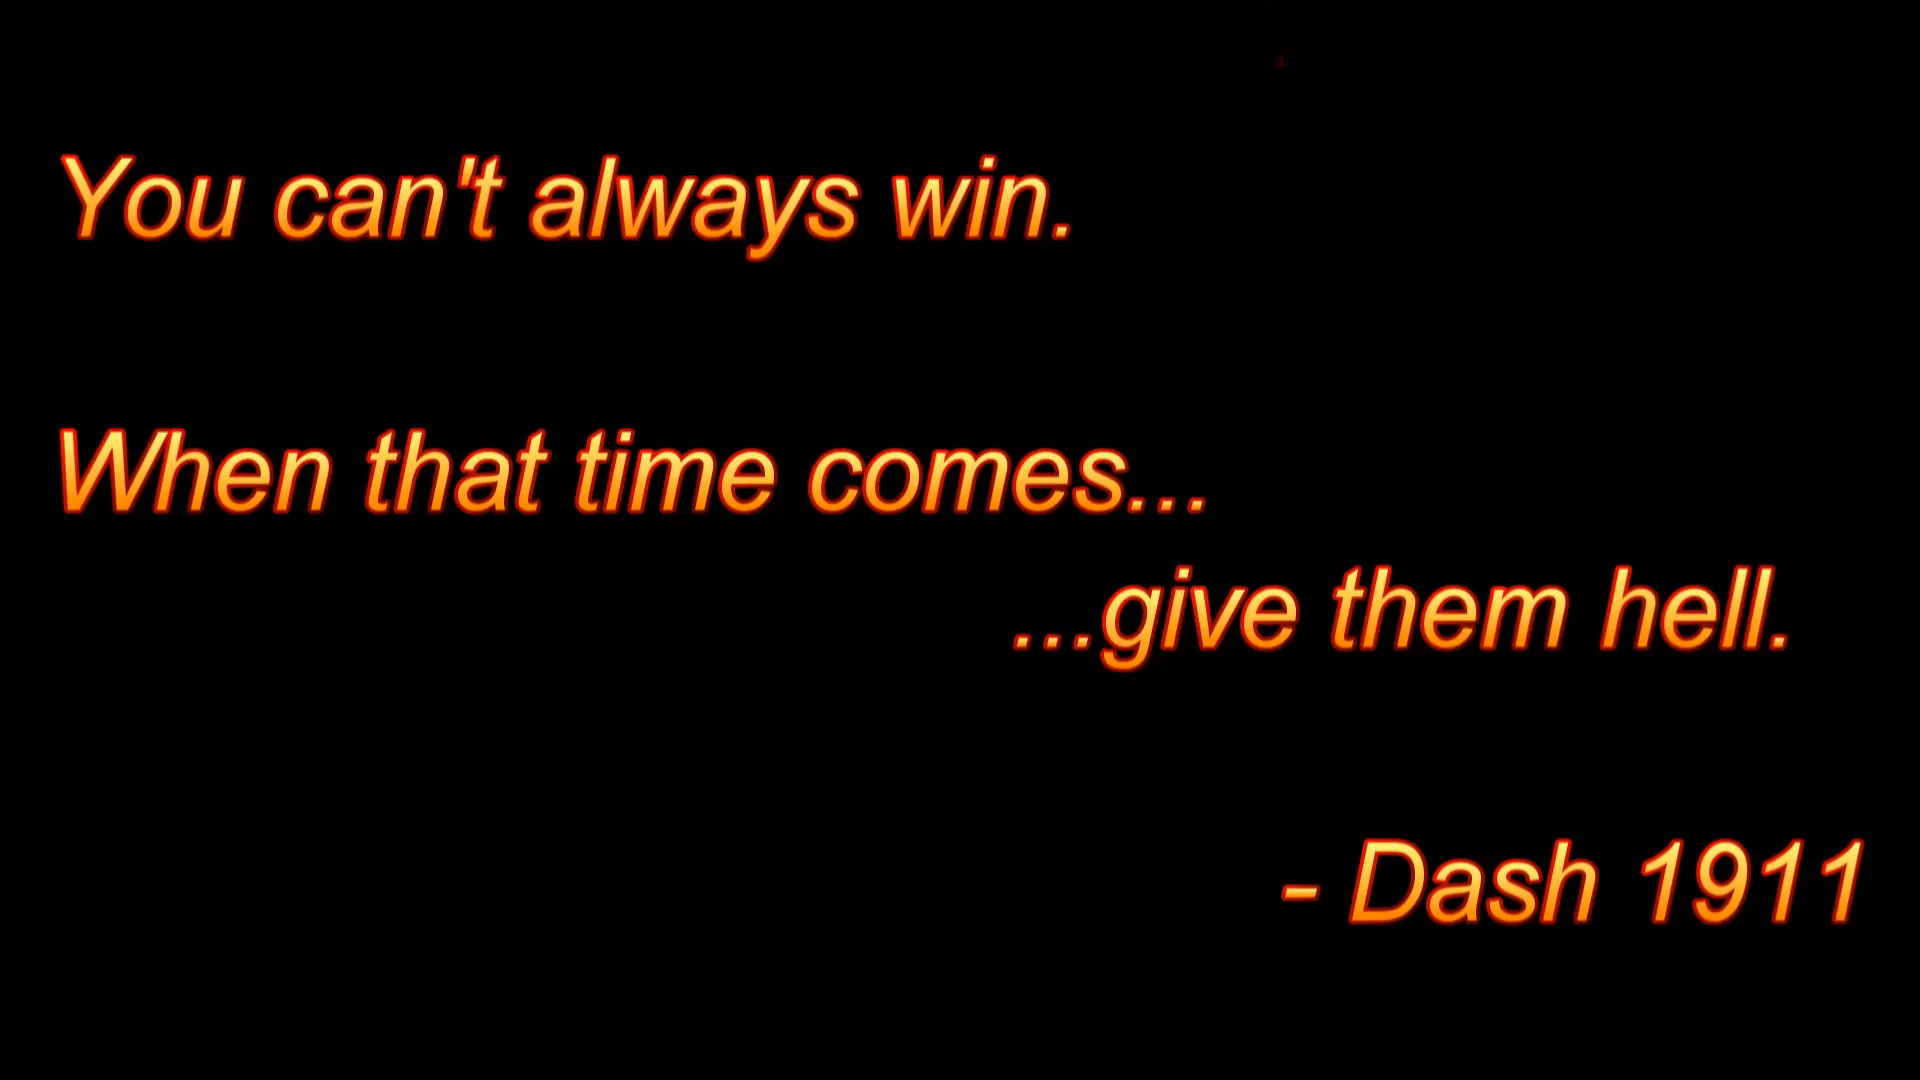 You can't always win.
When that time comes...
...give them hell.
- Dash 1911